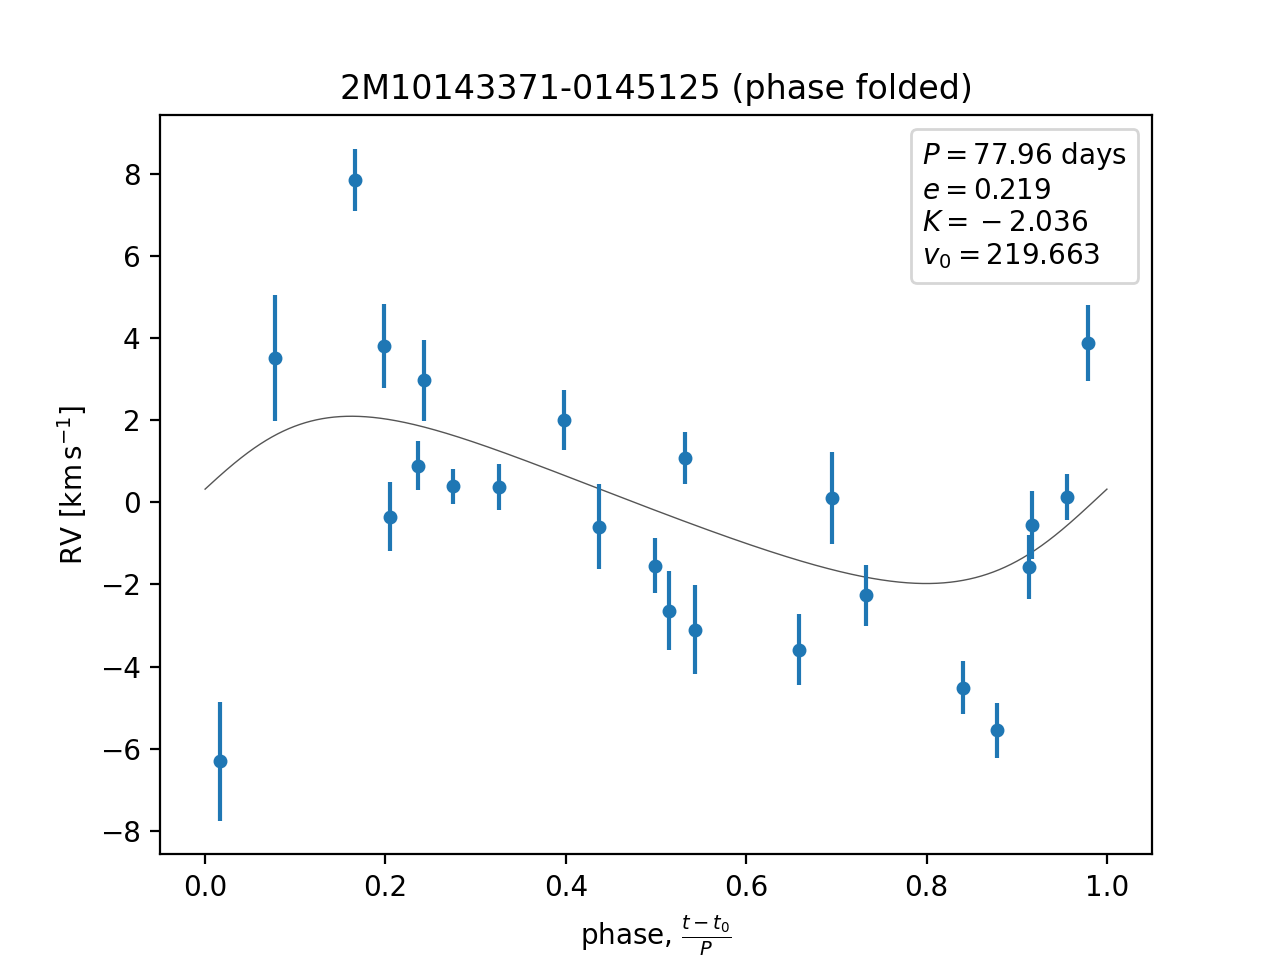 2M10143371-0145125 (phase folded)
P = 77.96 days
e = 0.219
K = −2.036
v₀ = 219.663
8
6
4
2
0
−2
−4
−6
−8
RV [km s⁻¹]
0.0 0.2 0.4 0.6 0.8 1.0
phase, (t − t₀)/P